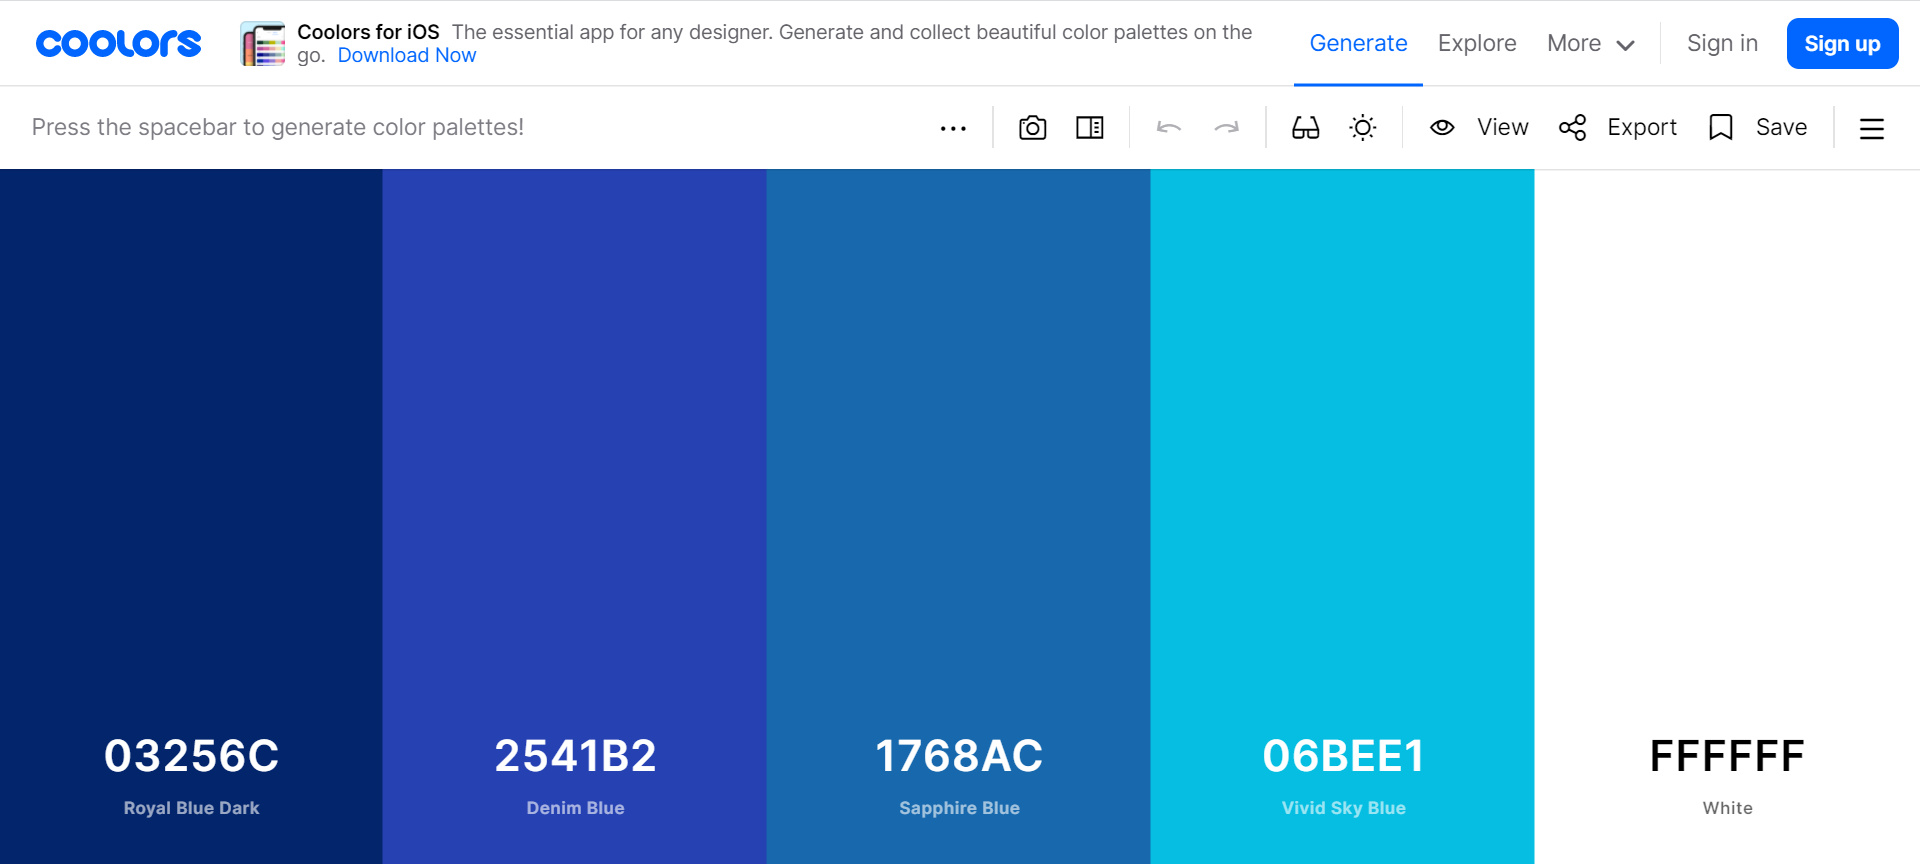 coolors
Coolors for iOS The essential app for any designer. Generate and collect beautiful color palettes on the
go. Download Now
Generate Explore More Sign in Sign up
Press the spacebar to generate color palettes!
View Export Save
03256C 2541B2 1768AC 06BEE1 FFFFFF
Royal Blue Dark Denim Blue Sapphire Blue Vivid Sky Blue White